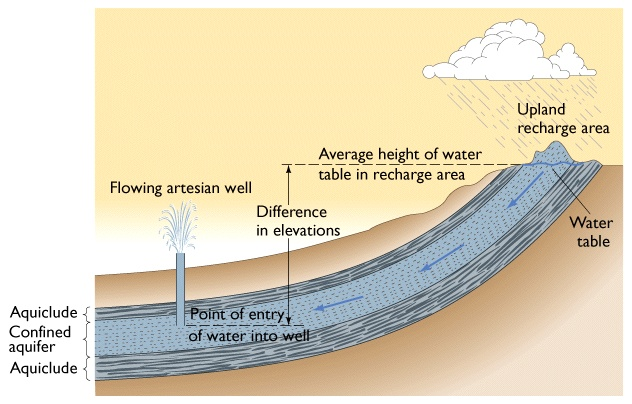 Upland
recharge area
Average height of water
table in recharge area
Flowing artesian well
Difference
in elevations
Water
table
Aquiclude
Confined
aquifer
Aquiclude
Point of entry
of water into well